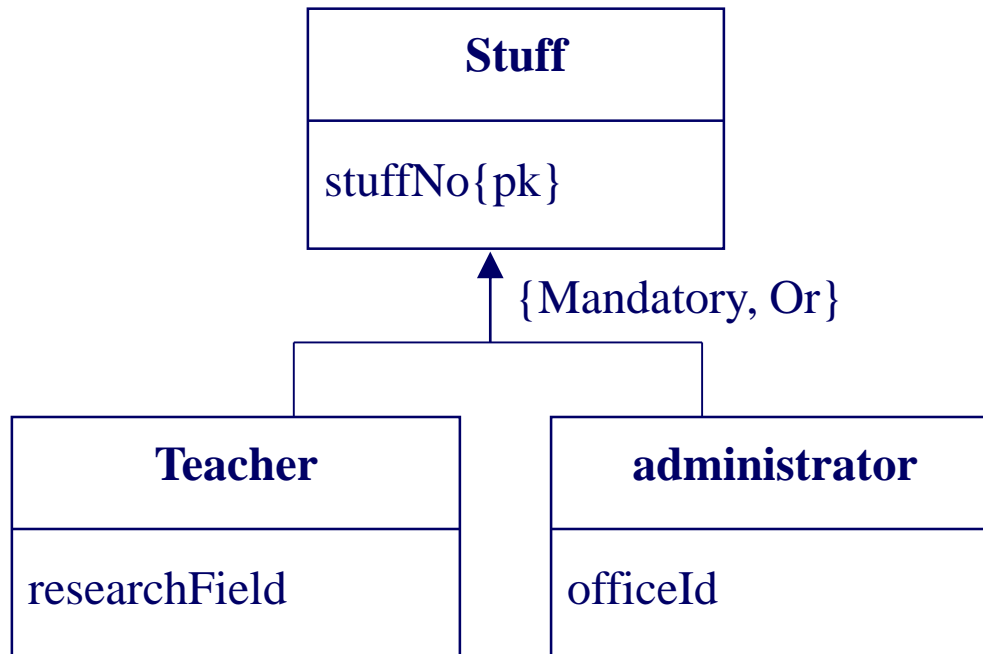 Stuff
stuffNo{pk}
{Mandatory, Or}
Teacher
administrator
researchField
officeId